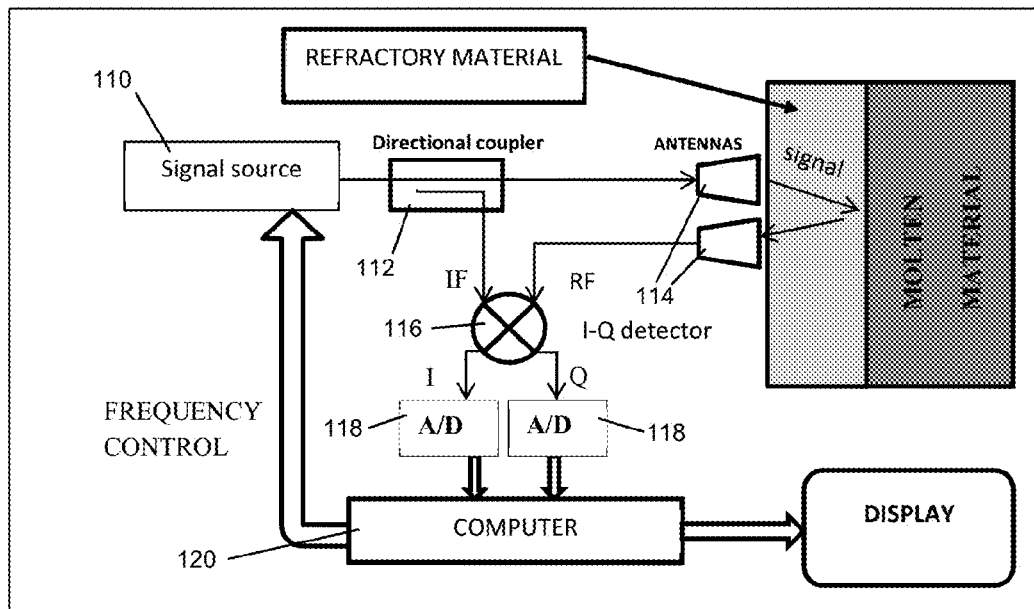 REFRACTORY MATERIAL
110
Signal source
Directional coupler
ANTENNAS
signal
112
IF
RF
114
116
I-Q detector
MOLTEN
MATERIAL
I
Q
FREQUENCY
CONTROL
118
A/D
A/D
118
COMPUTER
120
DISPLAY